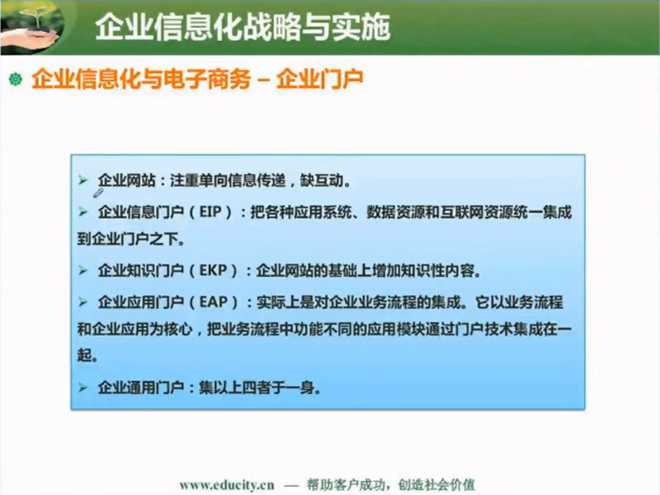 企业信息化战略与实施
企业信息化与电子商务 – 企业门户
企业网站：注重单向信息传递，缺互动。
企业信息门户（EIP）：把各种应用系统、数据资源和互联网资源统一集成
到企业门户之下。
企业知识门户（EKP）：企业网站的基础上增加知识性内容。
企业应用门户（EAP）：实际上是对企业业务流程的集成。它以业务流程
和企业应用为核心，把业务流程中功能不同的应用模块通过门户技术集成在一
起。
企业通用门户：集以上四者于一身。
www.educity.cn — 帮助客户成功，创造社会价值